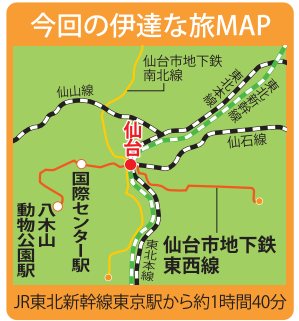 今回の伊達な旅MAP
仙台市地下鉄
南北線
東北本線
東北新幹線
仙山線
仙台
仙石線
国際センター駅
八木山
動物公園駅
東北本線
仙台市地下鉄
東西線
JR東北新幹線東京駅から約1時間40分